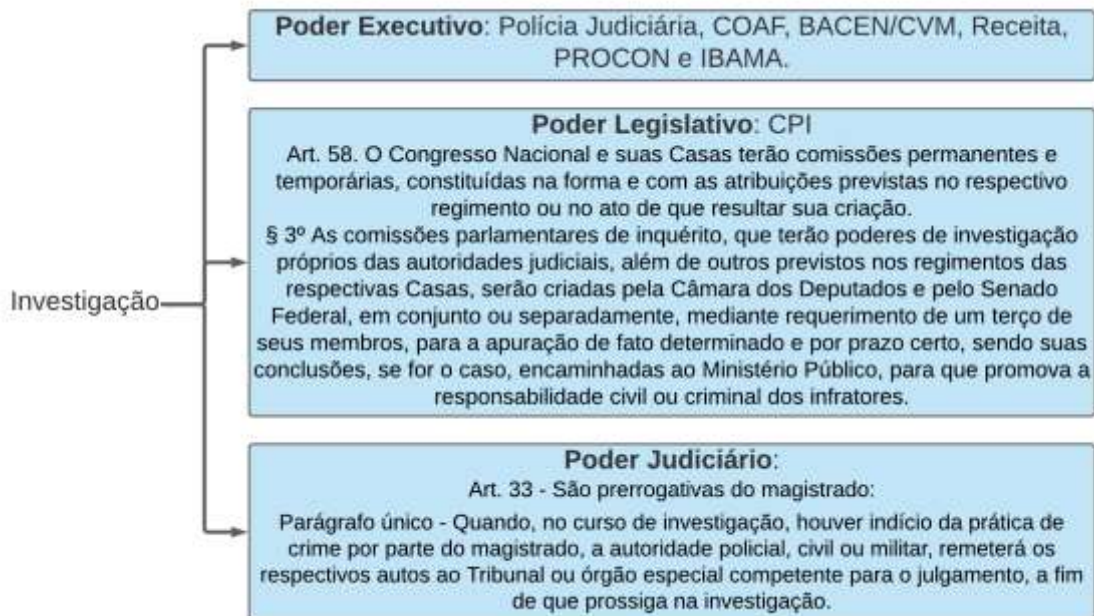 Investigação
Poder Executivo: Polícia Judiciária, COAF, BACEN/CVM, Receita,
PROCON e IBAMA.
Poder Legislativo: CPI
Art. 58. O Congresso Nacional e suas Casas terão comissões permanentes e
temporárias, constituídas na forma e com as atribuições previstas no respectivo
regimento ou no ato de que resultar sua criação.
§ 3º As comissões parlamentares de inquérito, que terão poderes de investigação
próprios das autoridades judiciais, além de outros previstos nos regimentos das
respectivas Casas, serão criadas pela Câmara dos Deputados e pelo Senado
Federal, em conjunto ou separadamente, mediante requerimento de um terço de
seus membros, para a apuração de fato determinado e por prazo certo, sendo suas
conclusões, se for o caso, encaminhadas ao Ministério Público, para que promova a
responsabilidade civil ou criminal dos infratores.
Poder Judiciário:
Art. 33 - São prerrogativas do magistrado:
Parágrafo único - Quando, no curso de investigação, houver indício da prática de
crime por parte do magistrado, a autoridade policial, civil ou militar, remeterá os
respectivos autos ao Tribunal ou órgão especial competente para o julgamento, a fim
de que prossiga na investigação.